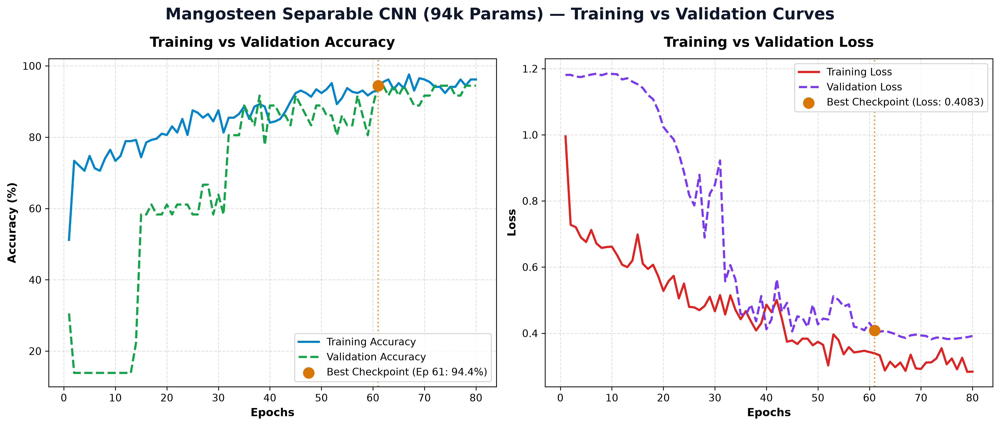 Mangosteen Separable CNN (94k Params) — Training vs Validation Curves
Training vs Validation Accuracy
100
80
60
40
20
Accuracy (%)
0 10 20 30 40 50 60 70 80
Epochs
Training Accuracy
Validation Accuracy
Best Checkpoint (Ep 61: 94.4%)
Training vs Validation Loss
1.2
1.0
0.8
0.6
0.4
Loss
0 10 20 30 40 50 60 70 80
Epochs
Training Loss
Validation Loss
Best Checkpoint (Loss: 0.4083)